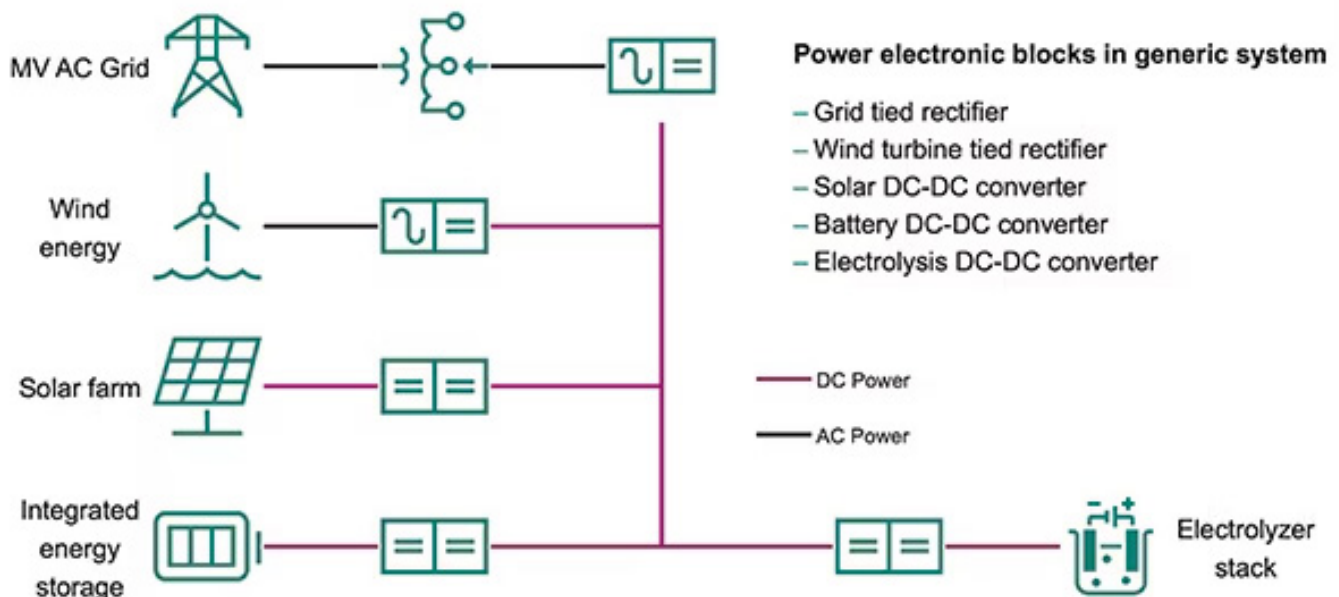 MV AC Grid
Power electronic blocks in generic system
– Grid tied rectifier
– Wind turbine tied rectifier
– Solar DC-DC converter
– Battery DC-DC converter
– Electrolysis DC-DC converter
Wind
energy
Solar farm
DC Power
AC Power
Integrated
energy
storage
- +
Electrolyzer
stack